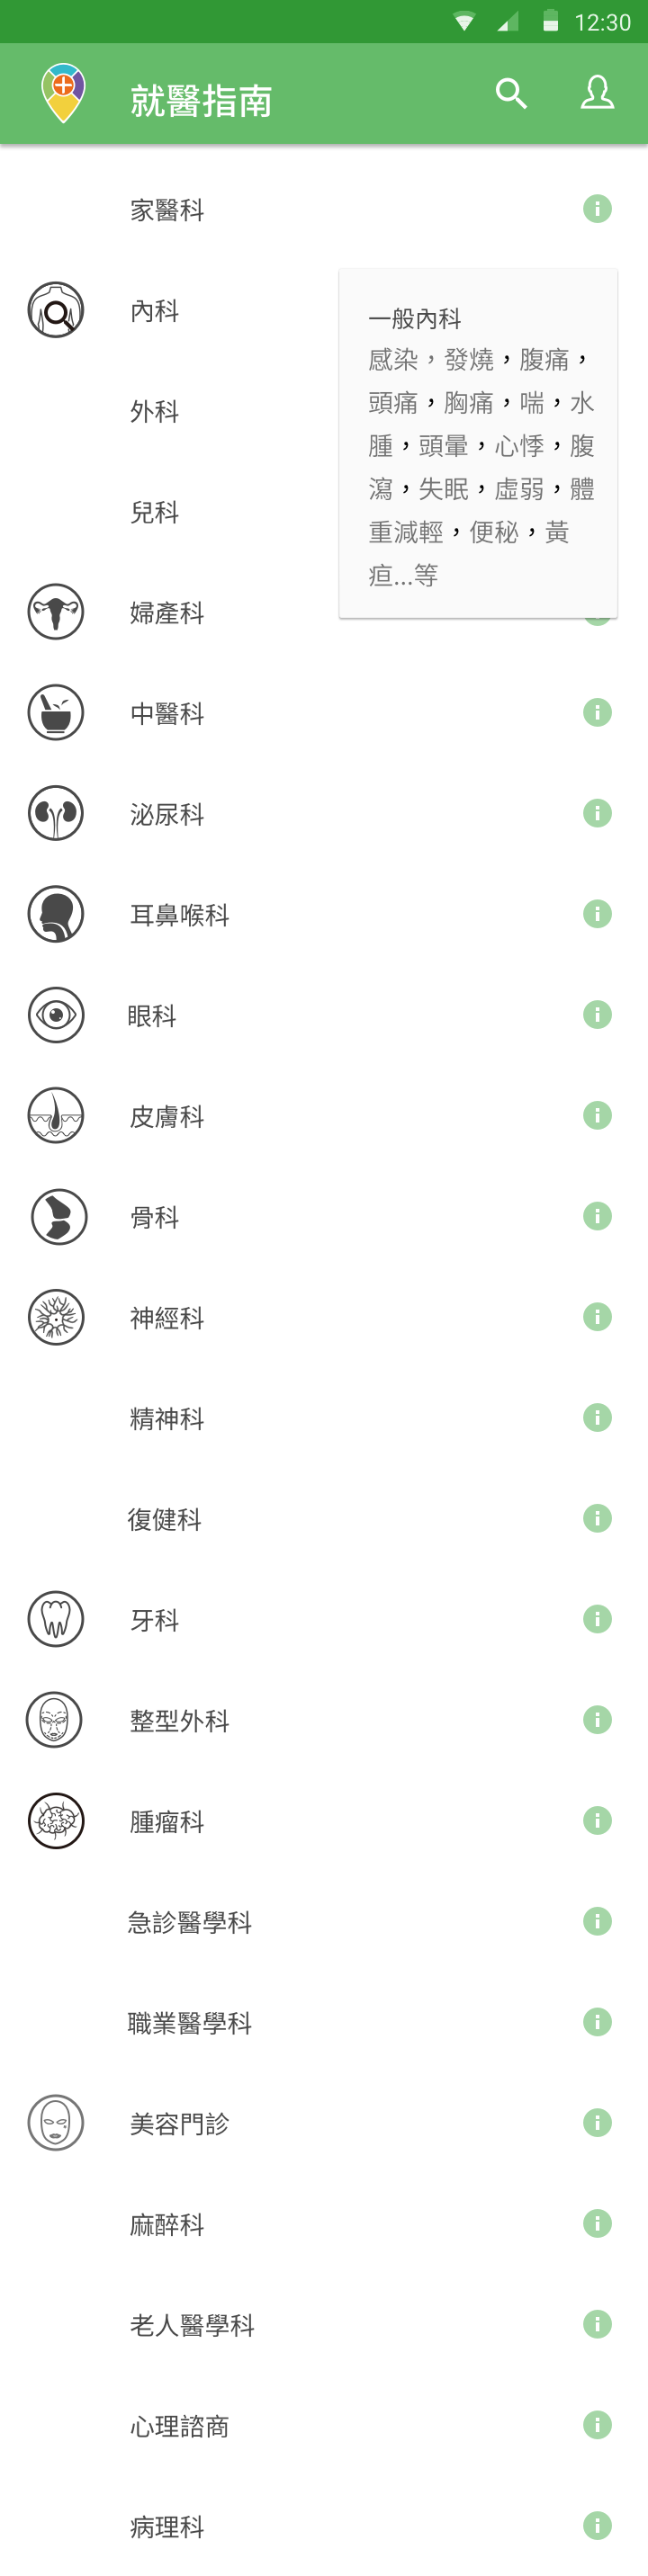 12:30
就醫指南
家醫科
內科
一般內科
感染，發燒，腹痛，
頭痛，胸痛，喘，水
腫，頭暈，心悸，腹
瀉，失眠，虛弱，體
重減輕，便秘，黃
疸...等
外科
兒科
婦產科
中醫科
泌尿科
耳鼻喉科
眼科
皮膚科
骨科
神經科
精神科
復健科
牙科
整型外科
腫瘤科
急診醫學科
職業醫學科
美容門診
麻醉科
老人醫學科
心理諮商
病理科